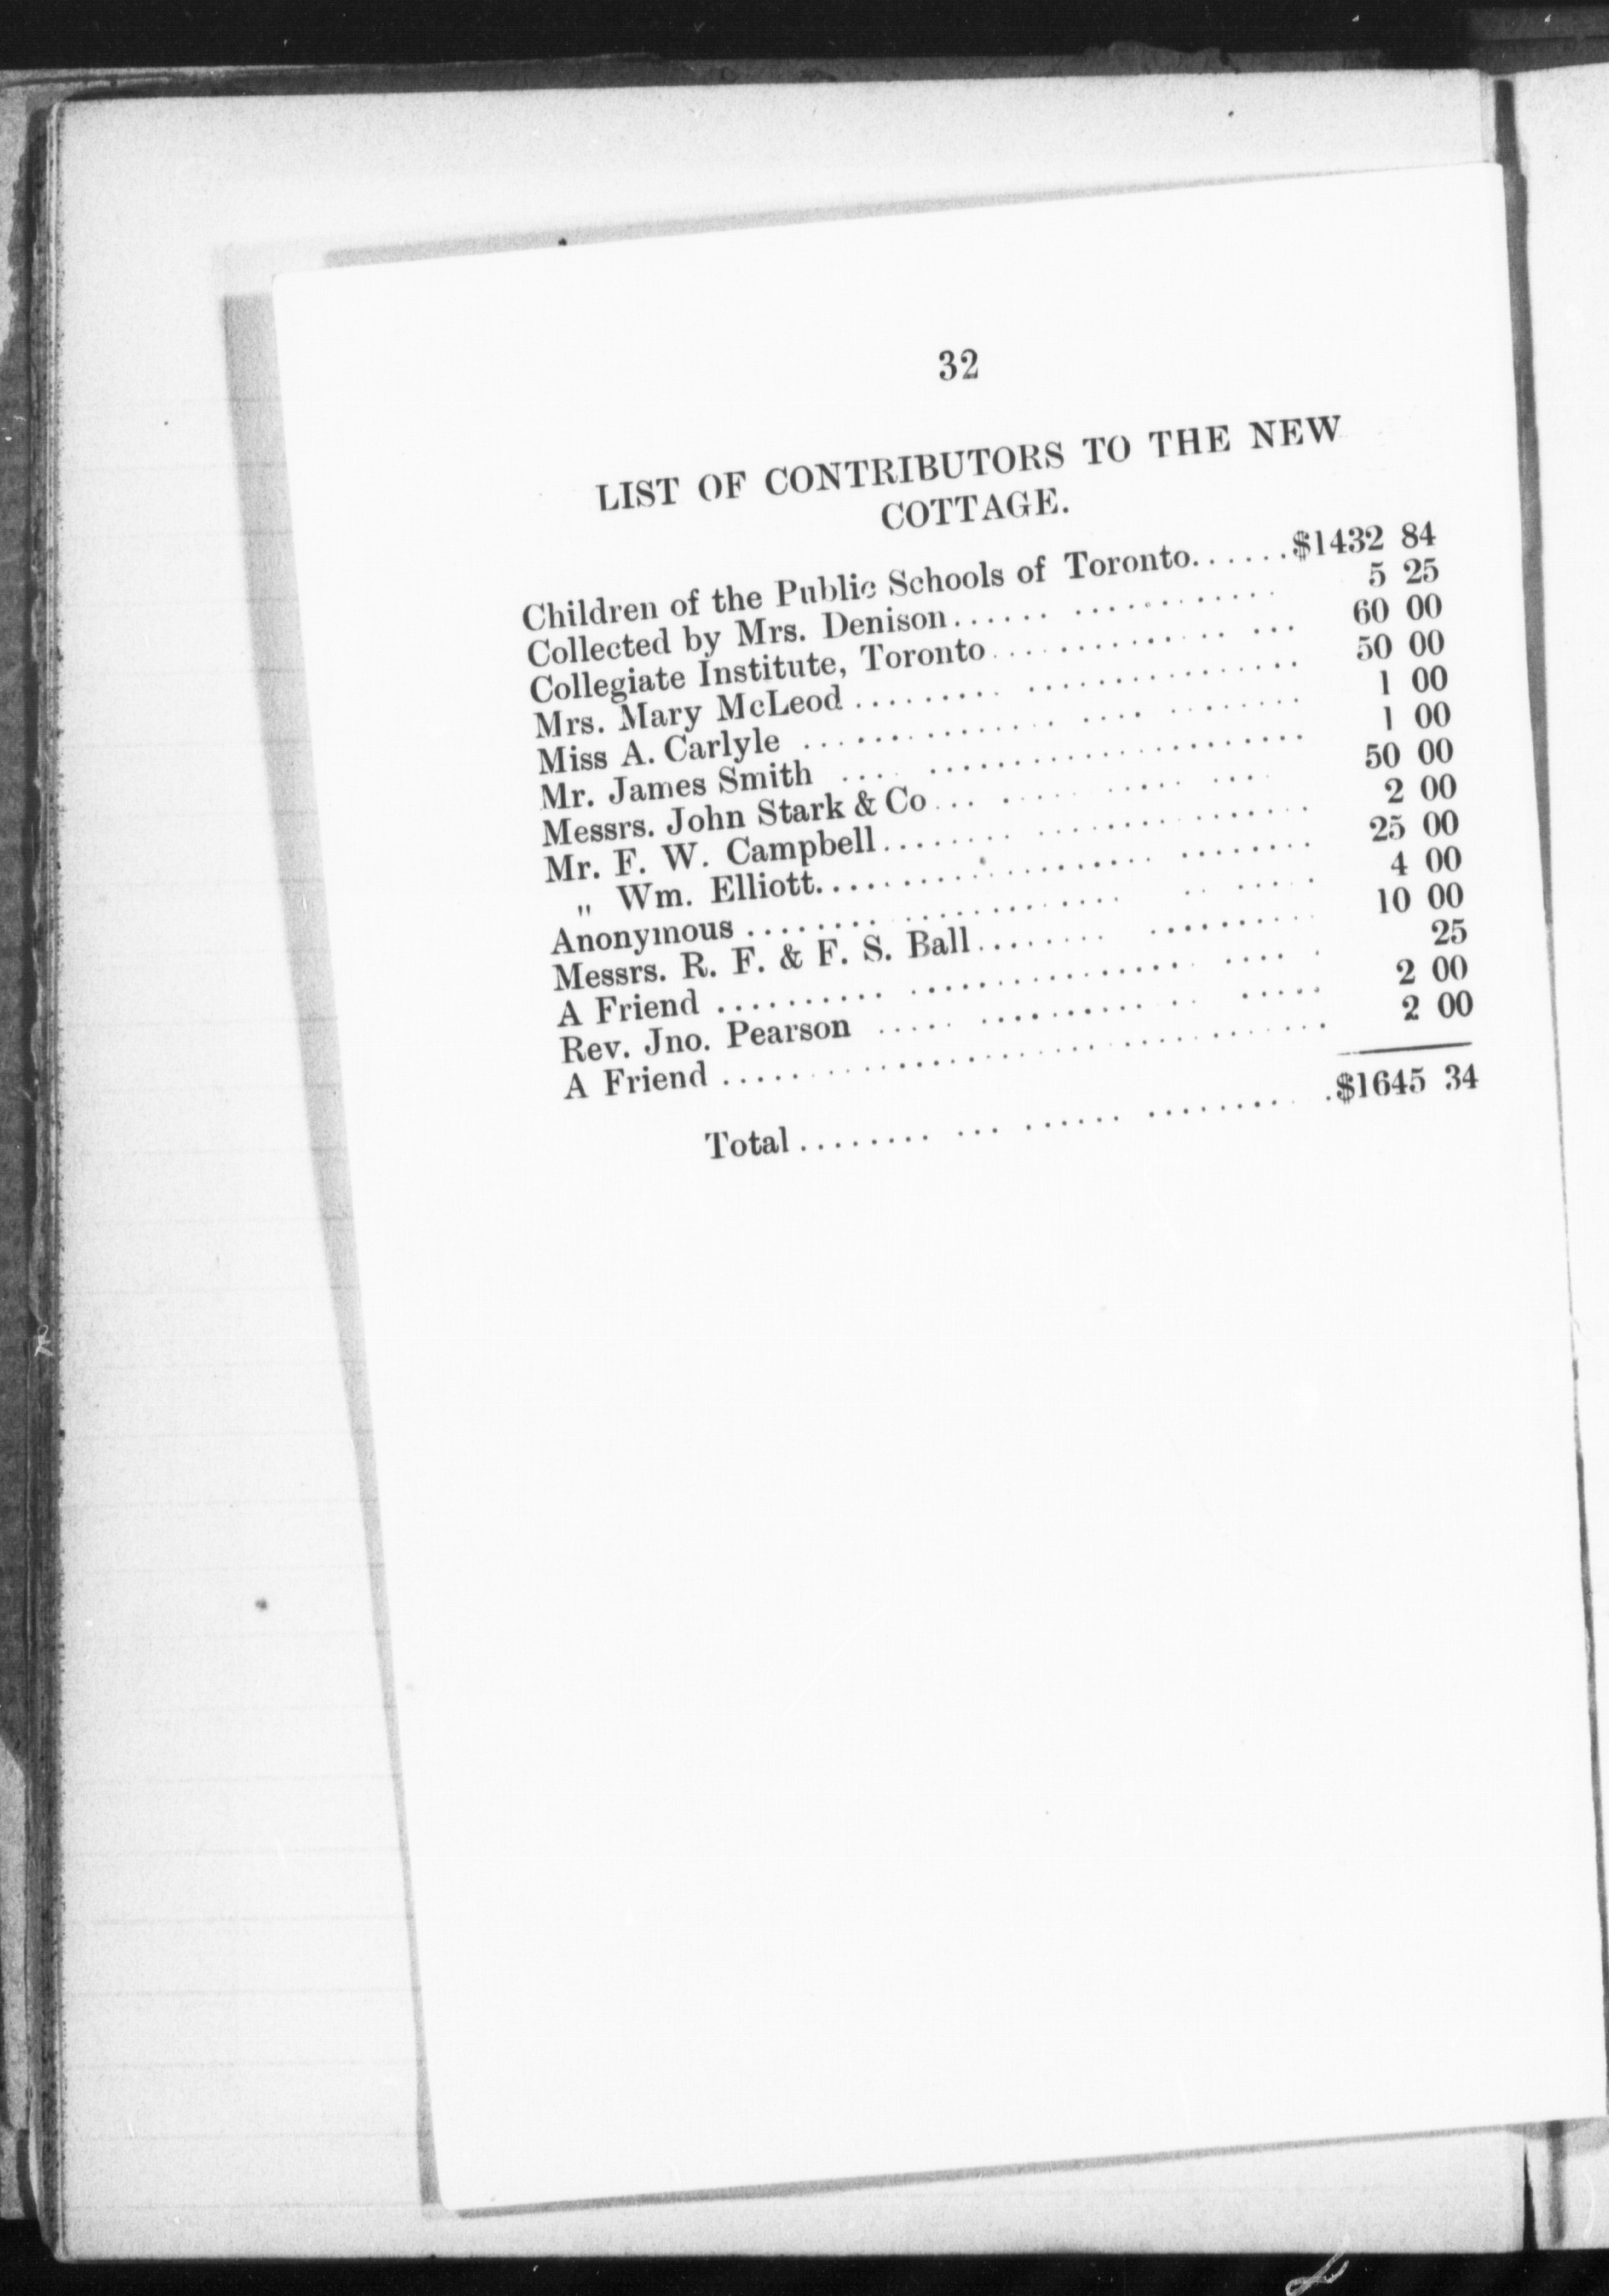 32
LIST OF CONTRIBUTORS TO THE NEW
COTTAGE.
Children of the Public Schools of Toronto......$1432 84
Collected by Mrs. Denison...... ............ 5 25
Collegiate Institute, Toronto............. ... 60 00
Mrs. Mary McLeod.......... ............... 50 00
Miss A. Carlyle .............. .... ........ 1 00
Mr. James Smith .... ..................... 1 00
Messrs. John Stark & Co... ........... .... 50 00
Mr. F. W. Campbell......... ............... 2 00
„ Wm. Elliott................... ........ 25 00
Anonymous ........ ............ .. ..... 4 00
Messrs. R. F. & F. S. Ball........ .......... 10 00
A Friend .......... ................ .... . 25
Rev. Jno. Pearson ..... ............ ..... 2 00
A Friend .................................. 2 00
Total........ ... ...... ......... .$1645 34